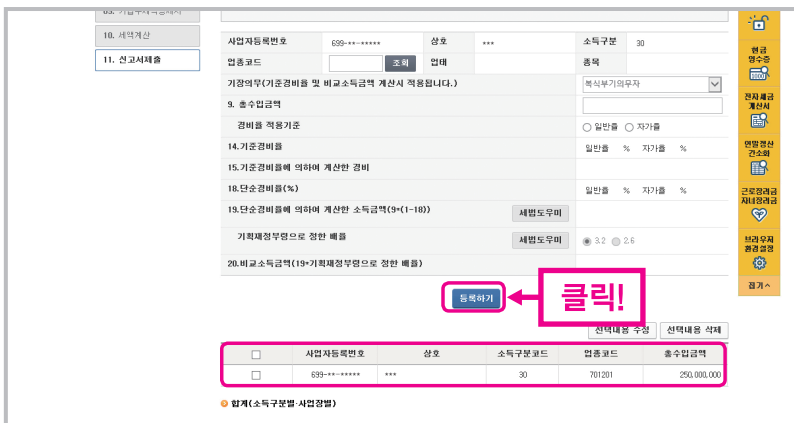 10. 세액계산
11. 신고서제출
사업자등록번호 699-**-***** 상호 *** 소득구분 30
업종코드 조회 업태 종목
기장의무(기준경비율 및 비교소득금액 계산시 적용됩니다.) 복식부기의무자
9. 총수입금액
경비율 적용기준 일반율 자가율
14.기준경비율 일반율 % 자가율 %
15.기준경비율에 의하여 계산한 경비
18.단순경비율(%) 일반율 % 자가율 %
19.단순경비율에 의하여 계산한 소득금액(9*(1-18)) 세법도우미
기획재정부령으로 정한 배율 세법도우미 3.2 2.6
20.비교소득금액(19*기획재정부령으로 정한 배율)
등록하기 클릭!
선택내용 수정 선택내용 삭제
사업자등록번호 상호 소득구분코드 업종코드 총수입금액
699-**-***** *** 30 701201 250,000,000
합계(소득구분별·사업장별)
현금
영수증
전자세금
계산서
연말정산
간소화
근로장려금
자녀장려금
브라우저
환경설정
접기^